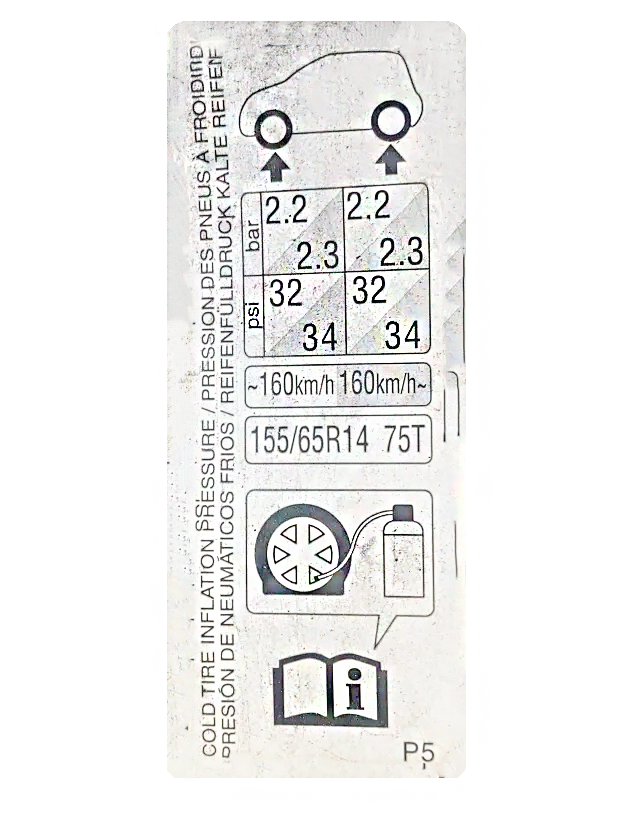 COLD TIRE INFLATION PRESSURE / PRESSION DES PNEUS À FROID
PRESIÓN DE NEUMÁTICOS FRIOS / REIFENFÜLLDRUCK KALTE REIFEN
bar 2.2 2.2
2.3 2.3
psi 32 32
34 34
~160km/h 160km/h~
155/65R14 75T
i
P5